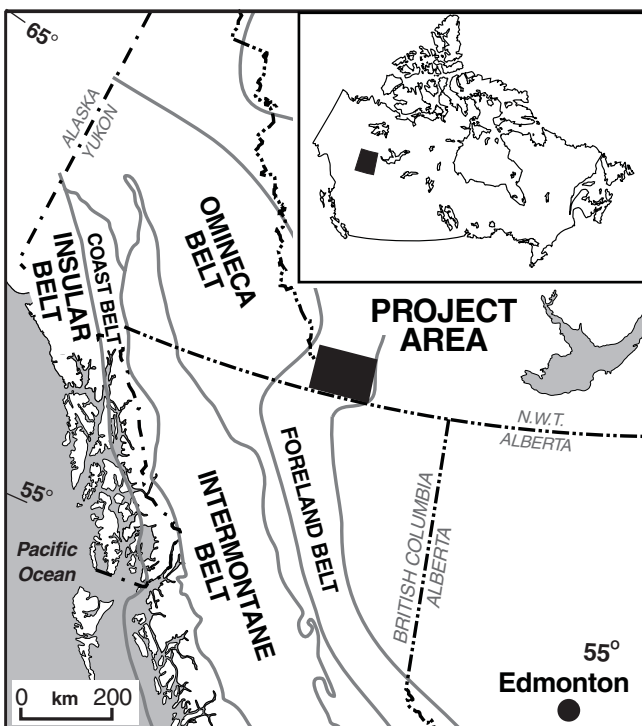 65°
ALASKA
YUKON
OMINECA
BELT
COAST BELT
INSULAR
BELT
PROJECT
AREA
N.W.T.
ALBERTA
FORELAND BELT
INTERMONTANE
BELT
BRITISH COLUMBIA
ALBERTA
55°
Pacific
Ocean
55°
Edmonton
0 km 200